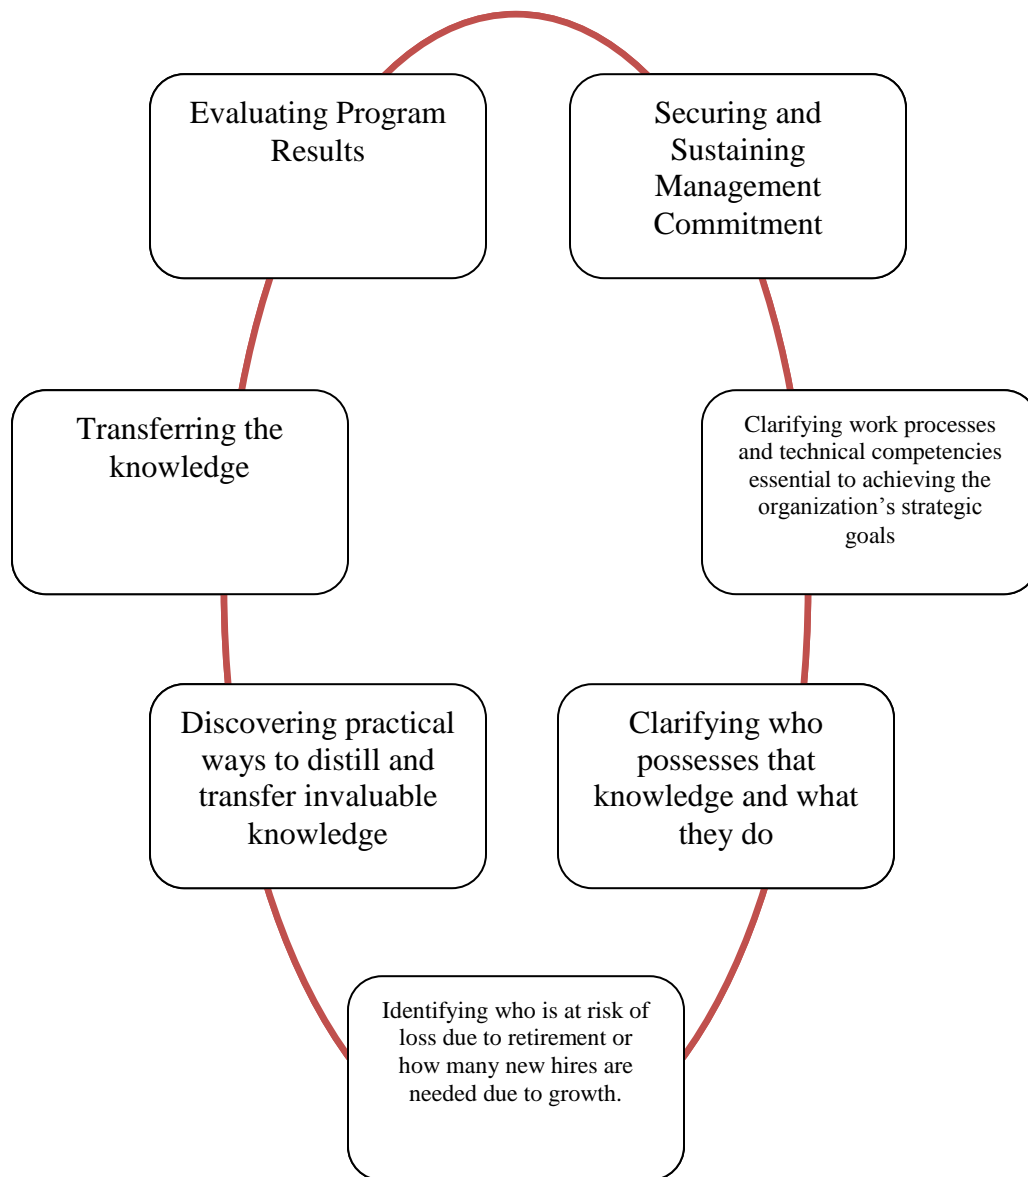 Evaluating Program
Results
Securing and
Sustaining
Management
Commitment
Transferring the
knowledge
Clarifying work processes
and technical competencies
essential to achieving the
organization’s strategic
goals
Discovering practical
ways to distill and
transfer invaluable
knowledge
Clarifying who
possesses that
knowledge and what
they do
Identifying who is at risk of
loss due to retirement or
how many new hires are
needed due to growth.